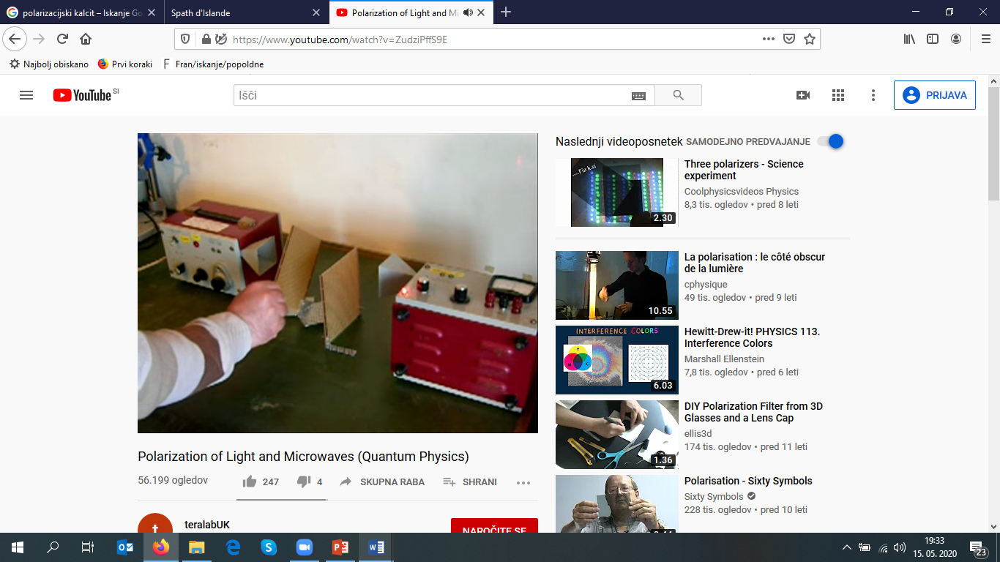 polarizacijski kalcit – Iskanje Go
Spath d'Islande
Polarization of Light and Mi
https://www.youtube.com/watch?v=ZudziPffS9E
Najbolj obiskano
Prvi koraki
F Fran/iskanje/popoldne
YouTube SI
Išči
PRIJAVA
Naslednji videoposnetek
SAMODEJNO PREDVAJANJE
...Fiz k.si
2.30
Three polarizers - Science
experiment
Coolphysicsvideos Physics
8,3 tis. ogledov • pred 8 leti
10.55
La polarisation : le côté obscur
de la lumière
cphysique
49 tis. ogledov • pred 9 leti
INTERFERENCE COLORS
Y
M
C
6.03
Hewitt-Drew-it! PHYSICS 113.
Interference Colors
Marshall Ellenstein
7,8 tis. ogledov • pred 6 leti
1.36
DIY Polarization Filter from 3D
Glasses and a Lens Cap
ellis3d
174 tis. ogledov • pred 11 leti
Polarisation - Sixty Symbols
Sixty Symbols
228 tis. ogledov • pred 10 leti
Polarization of Light and Microwaves (Quantum Physics)
56.199 ogledov
247
4
SKUPNA RABA
SHRANI
t
teralabUK
NAROČITE SE
19:33
15. 05. 2020
23